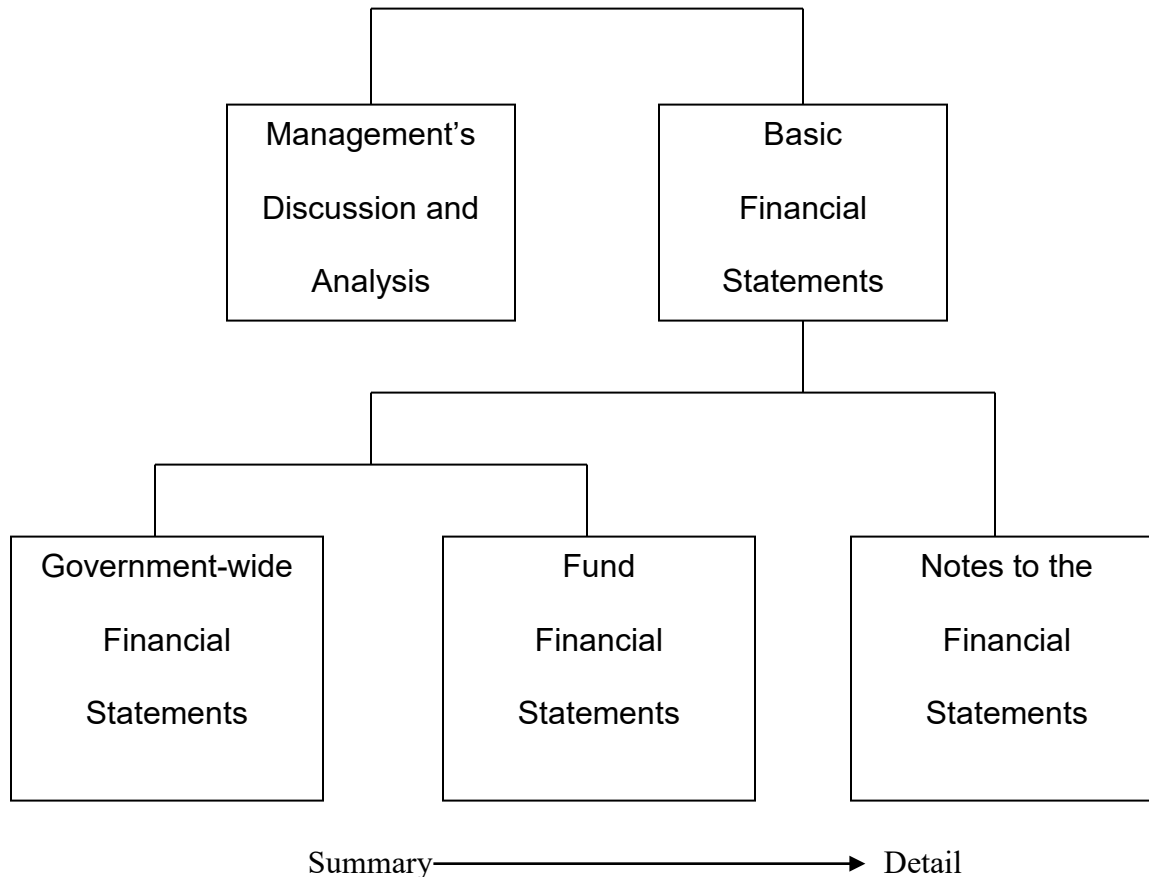 Management’s
Discussion and
Analysis
Basic
Financial
Statements
Government-wide
Financial
Statements
Fund
Financial
Statements
Notes to the
Financial
Statements
Summary
Detail